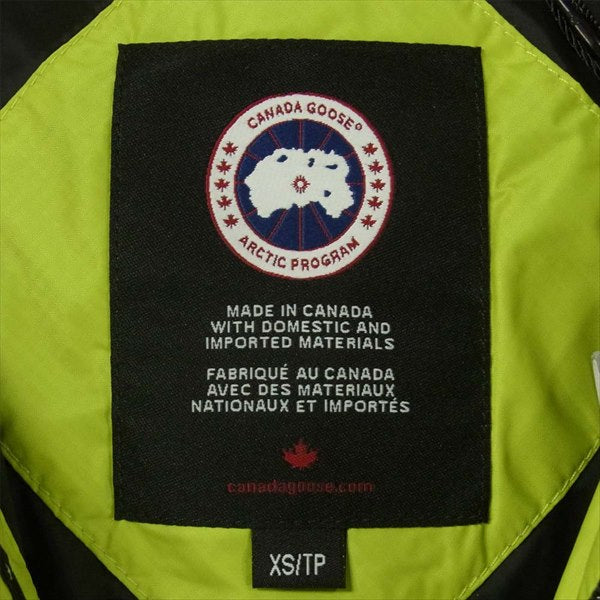 CANADA GOOSE®
ARCTIC PROGRAM
MADE IN CANADA
WITH DOMESTIC AND
IMPORTED MATERIALS
FABRIQUÉ AU CANADA
AVEC DES MATERIAUX
NATIONAUX ET IMPORTÉS
canadagoose.com
XS/TP